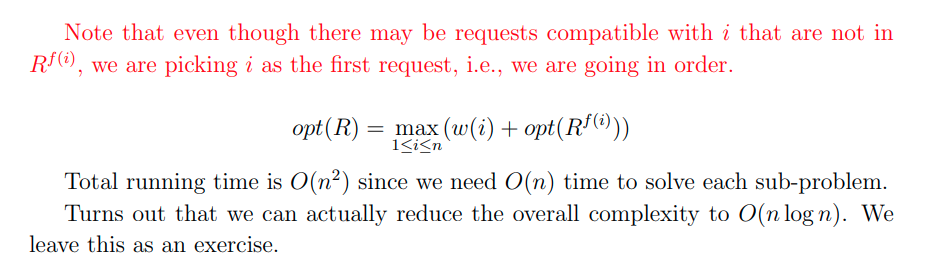 Note that even though there may be requests compatible with i that are not in
R^{f(i)}, we are picking i as the first request, i.e., we are going in order.
opt(R) = max_{1≤i≤n} (w(i) + opt(R^{f(i)}))
Total running time is O(n²) since we need O(n) time to solve each sub-problem.
Turns out that we can actually reduce the overall complexity to O(n log n). We
leave this as an exercise.